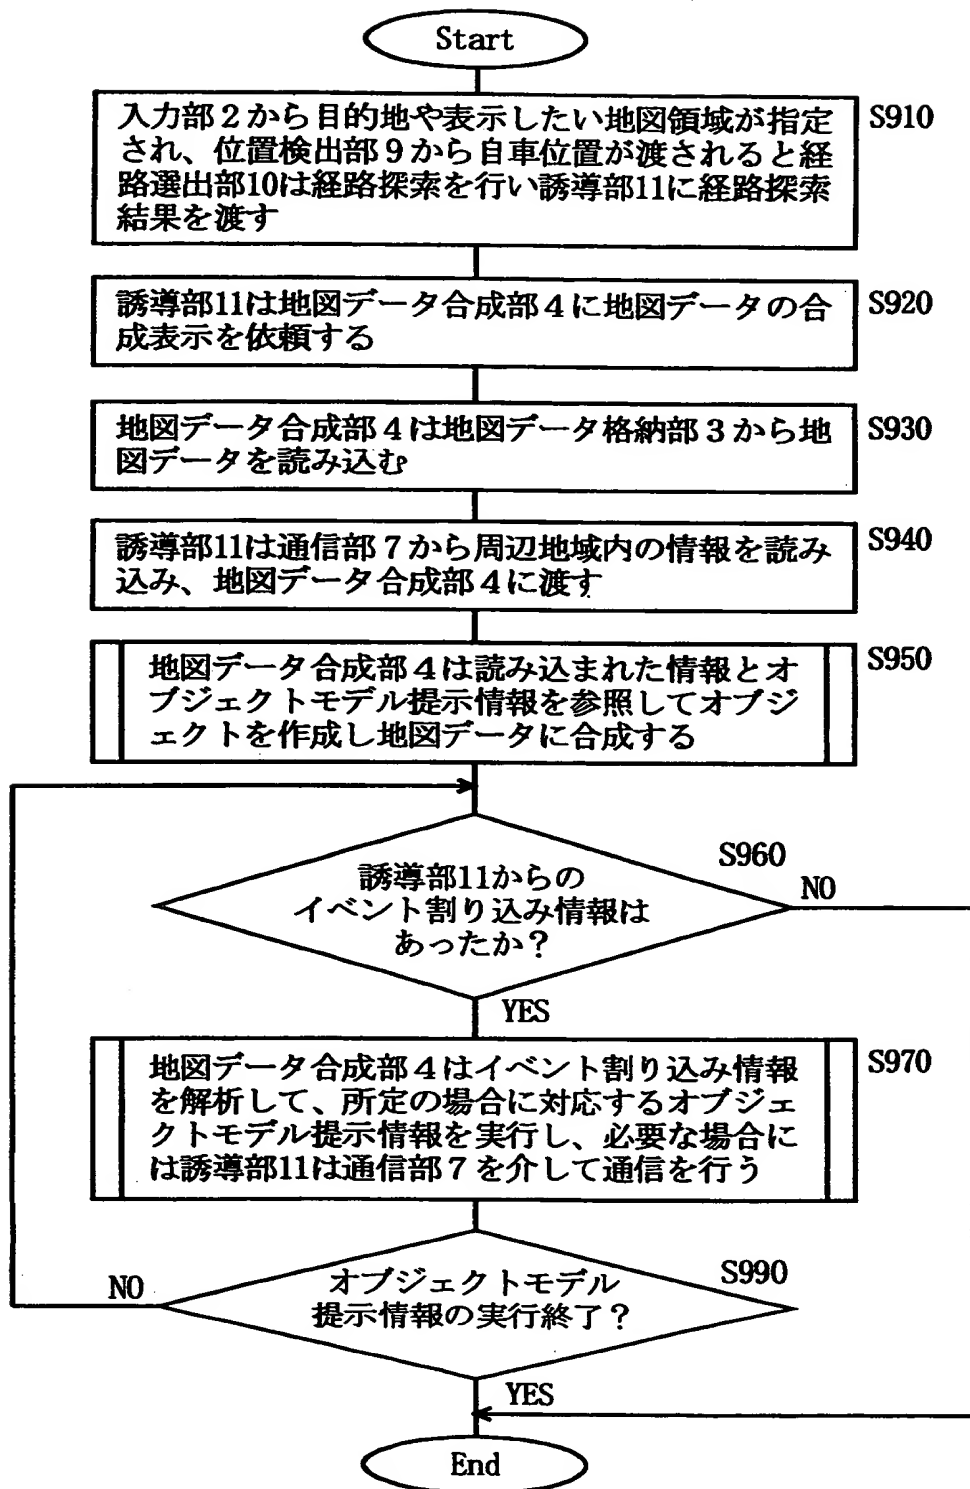 Start
入力部2から目的地や表示したい地図領域が指定
され、位置検出部9から自車位置が渡されると経
路選出部10は経路探索を行い誘導部11に経路探索
結果を渡す
S910
誘導部11は地図データ合成部4に地図データの合
成表示を依頼する
S920
地図データ合成部4は地図データ格納部3から地
図データを読み込む
S930
誘導部11は通信部7から周辺地域内の情報を読み
込み、地図データ合成部4に渡す
S940
地図データ合成部4は読み込まれた情報とオ
ブジェクトモデル提示情報を参照してオブジ
ェクトを作成し地図データに合成する
S950
誘導部11からの
イベント割り込み情報は
あったか?
S960
NO
YES
地図データ合成部4はイベント割り込み情報
を解析して、所定の場合に対応するオブジェ
クトモデル提示情報を実行し、必要な場合に
は誘導部11は通信部7を介して通信を行う
S970
オブジェクトモデル
提示情報の実行終了?
S990
NO
YES
End